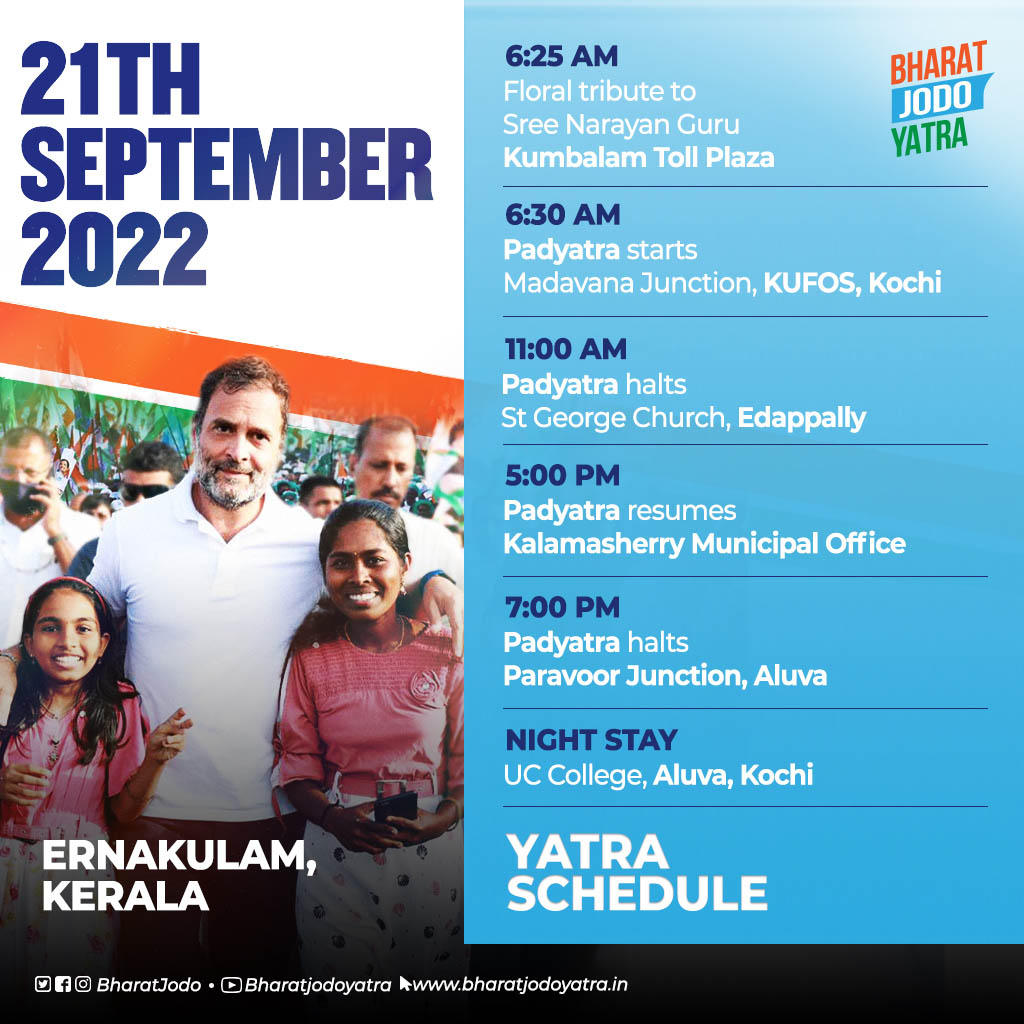 21TH
SEPTEMBER
2022
6:25 AM
Floral tribute to
Sree Narayan Guru
Kumbalam Toll Plaza
BHARAT
JODO
YATRA
6:30 AM
Padyatra starts
Madavana Junction, KUFOS, Kochi
11:00 AM
Padyatra halts
St George Church, Edappally
5:00 PM
Padyatra resumes
Kalamasherry Municipal Office
7:00 PM
Padyatra halts
Paravoor Junction, Aluva
NIGHT STAY
UC College, Aluva, Kochi
YATRA
SCHEDULE
ERNAKULAM,
KERALA
BharatJodo • Bharatjodoyatra www.bharatjodoyatra.in